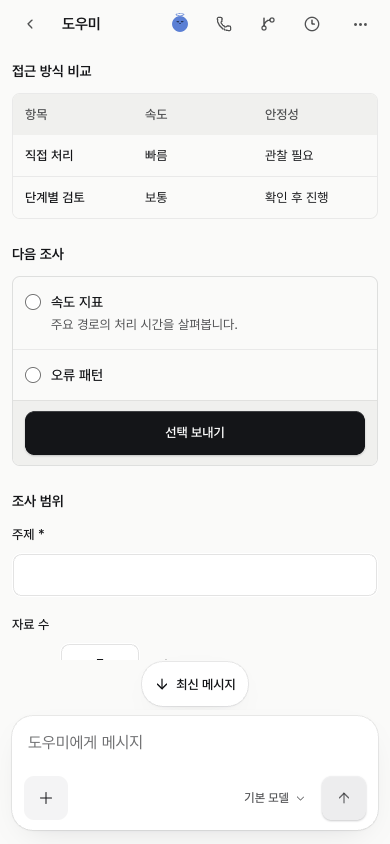 도우미
접근 방식 비교
항목 속도 안정성
직접 처리 빠름 관찰 필요
단계별 검토 보통 확인 후 진행
다음 조사
속도 지표
주요 경로의 처리 시간을 살펴봅니다.
오류 패턴
선택 보내기
조사 범위
주제 *
자료 수
최신 메시지
도우미에게 메시지
기본 모델